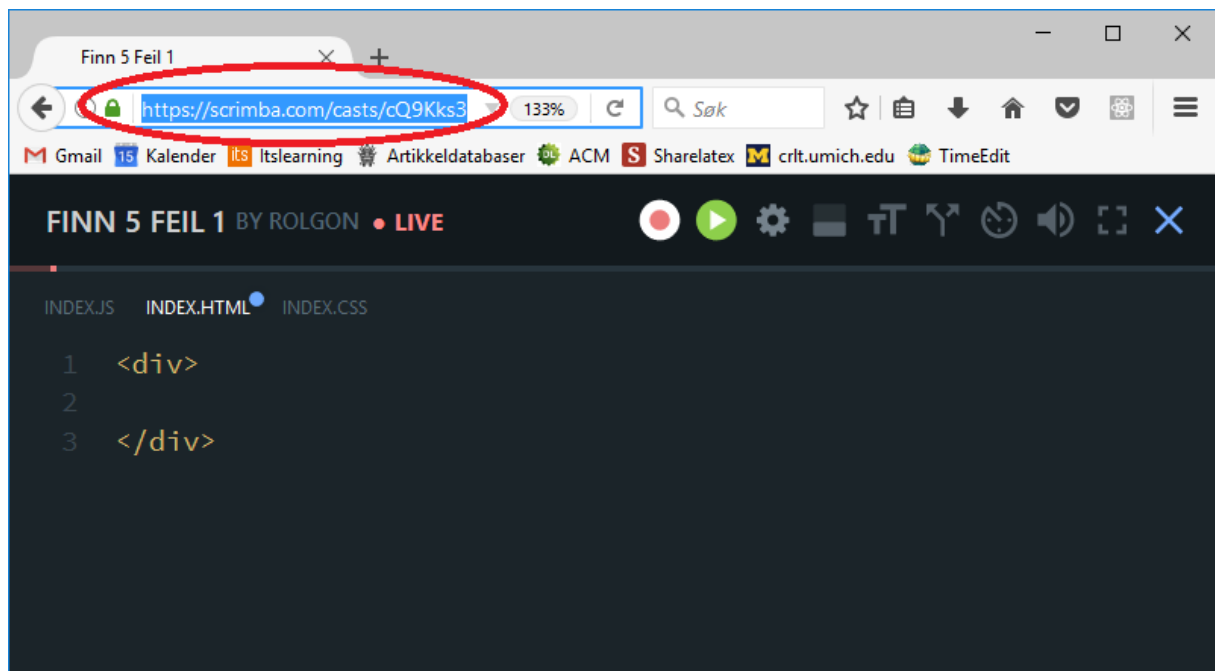 Finn 5 Feil 1
https://scrimba.com/casts/cQ9Kks3 133% Søk
Gmail 15 Kalender its Itslearning Artikkeldatabaser ACM S Sharelatex M crlt.umich.edu TimeEdit
FINN 5 FEIL 1 BY ROLGON • LIVE TT
INDEX.JS INDEX.HTML INDEX.CSS
1 <div>
2
3 </div>